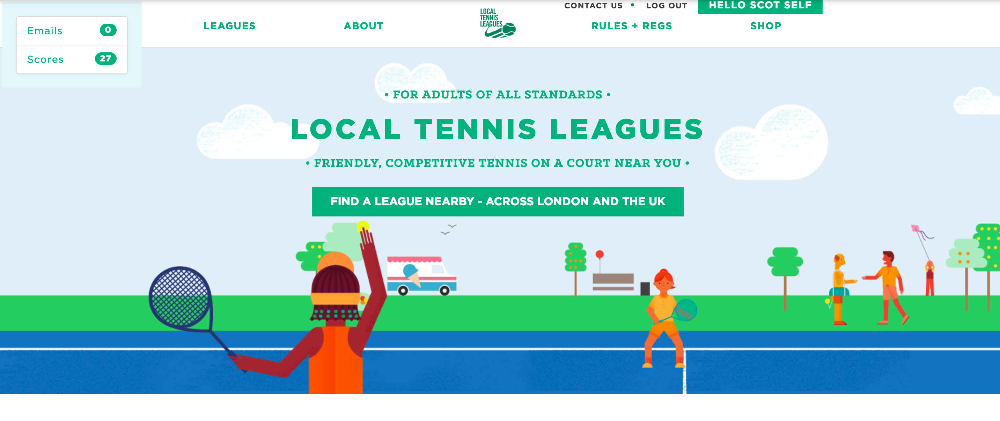 CONTACT US • LOG OUT HELLO SCOT SELF
Emails 0
Scores 27
LEAGUES ABOUT
LOCAL
TENNIS
LEAGUES
RULES + REGS SHOP
• FOR ADULTS OF ALL STANDARDS •
LOCAL TENNIS LEAGUES
• FRIENDLY, COMPETITIVE TENNIS ON A COURT NEAR YOU •
FIND A LEAGUE NEARBY - ACROSS LONDON AND THE UK